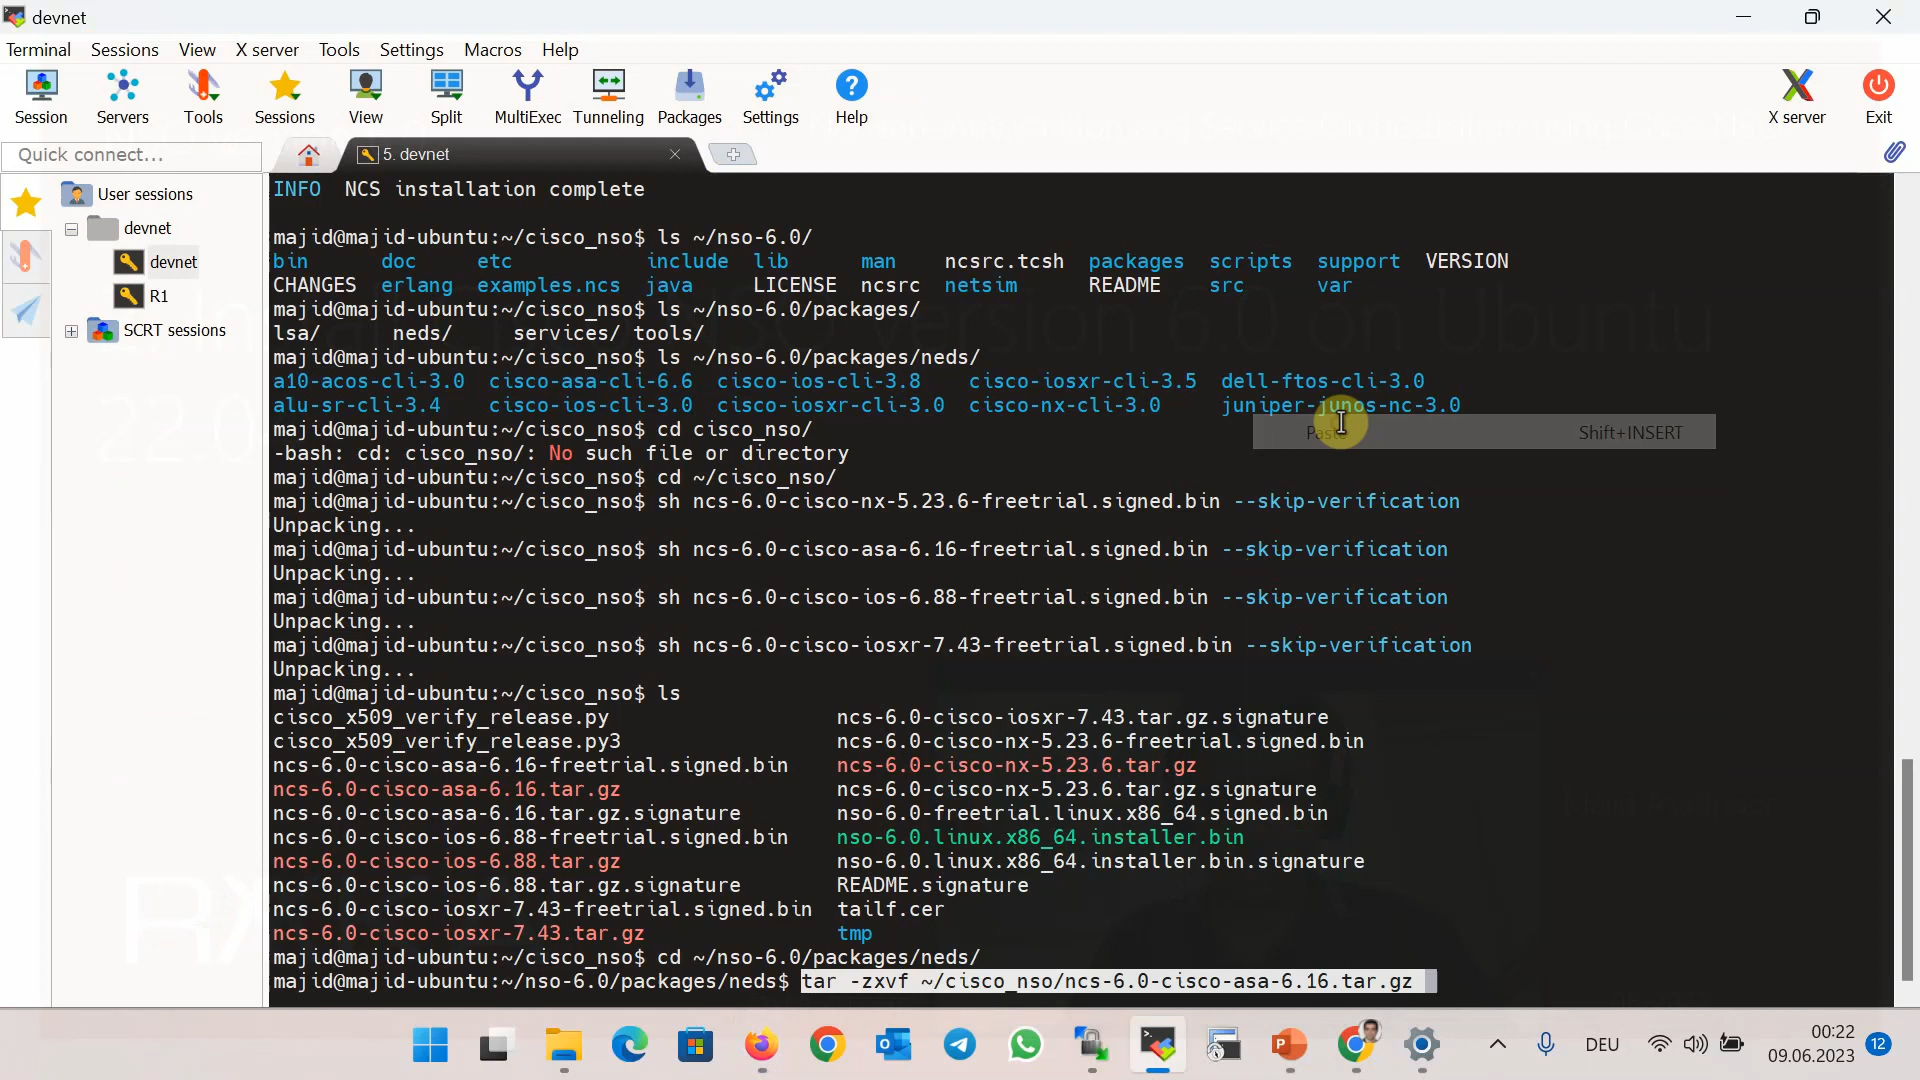 devnet
Terminal Sessions View X server Tools Settings Macros Help
Session Servers Tools Sessions View Split MultiExec Tunneling Packages Settings Help X server Exit
Quick connect...
5. devnet
User sessions
devnet
devnet
R1
SCRT sessions
INFO NCS installation complete
majid@majid-ubuntu:~/cisco_nso$ ls ~/nso-6.0/
bin doc etc include lib man ncsrc.tcsh packages scripts support VERSION
CHANGES erlang examples.ncs java LICENSE ncsrc netsim README src var
majid@majid-ubuntu:~/cisco_nso$ ls ~/nso-6.0/packages/
lsa/ neds/ services/ tools/
majid@majid-ubuntu:~/cisco_nso$ ls ~/nso-6.0/packages/neds/
a10-acos-cli-3.0 cisco-asa-cli-6.6 cisco-ios-cli-3.8 cisco-iosxr-cli-3.5 dell-ftos-cli-3.0
alu-sr-cli-3.4 cisco-ios-cli-3.0 cisco-iosxr-cli-3.0 cisco-nx-cli-3.0 juniper-junos-nc-3.0
majid@majid-ubuntu:~/cisco_nso$ cd cisco_nso/
-bash: cd: cisco_nso/: No such file or directory
majid@majid-ubuntu:~/cisco_nso$ cd ~/cisco_nso/
majid@majid-ubuntu:~/cisco_nso$ sh ncs-6.0-cisco-nx-5.23.6-freetrial.signed.bin --skip-verification
Unpacking...
majid@majid-ubuntu:~/cisco_nso$ sh ncs-6.0-cisco-asa-6.16-freetrial.signed.bin --skip-verification
Unpacking...
majid@majid-ubuntu:~/cisco_nso$ sh ncs-6.0-cisco-ios-6.88-freetrial.signed.bin --skip-verification
Unpacking...
majid@majid-ubuntu:~/cisco_nso$ sh ncs-6.0-cisco-iosxr-7.43-freetrial.signed.bin --skip-verification
Unpacking...
majid@majid-ubuntu:~/cisco_nso$ ls
cisco_x509_verify_release.py ncs-6.0-cisco-iosxr-7.43.tar.gz.signature
cisco_x509_verify_release.py3 ncs-6.0-cisco-nx-5.23.6-freetrial.signed.bin
ncs-6.0-cisco-asa-6.16-freetrial.signed.bin ncs-6.0-cisco-nx-5.23.6.tar.gz
ncs-6.0-cisco-asa-6.16.tar.gz ncs-6.0-cisco-nx-5.23.6.tar.gz.signature
ncs-6.0-cisco-asa-6.16.tar.gz.signature nso-6.0-freetrial.linux.x86_64.signed.bin
ncs-6.0-cisco-ios-6.88-freetrial.signed.bin nso-6.0.linux.x86_64.installer.bin
ncs-6.0-cisco-ios-6.88.tar.gz nso-6.0.linux.x86_64.installer.bin.signature
ncs-6.0-cisco-ios-6.88.tar.gz.signature README.signature
ncs-6.0-cisco-iosxr-7.43-freetrial.signed.bin tailf.cer
ncs-6.0-cisco-iosxr-7.43.tar.gz tmp
majid@majid-ubuntu:~/cisco_nso$ cd ~/nso-6.0/packages/neds/
majid@majid-ubuntu:~/nso-6.0/packages/neds$ tar -zxvf ~/cisco_nso/ncs-6.0-cisco-asa-6.16.tar.gz
Paste Shift+INSERT
version 6.0 on Ubuntu
22.0
DEU
00:22
09.06.2023
12